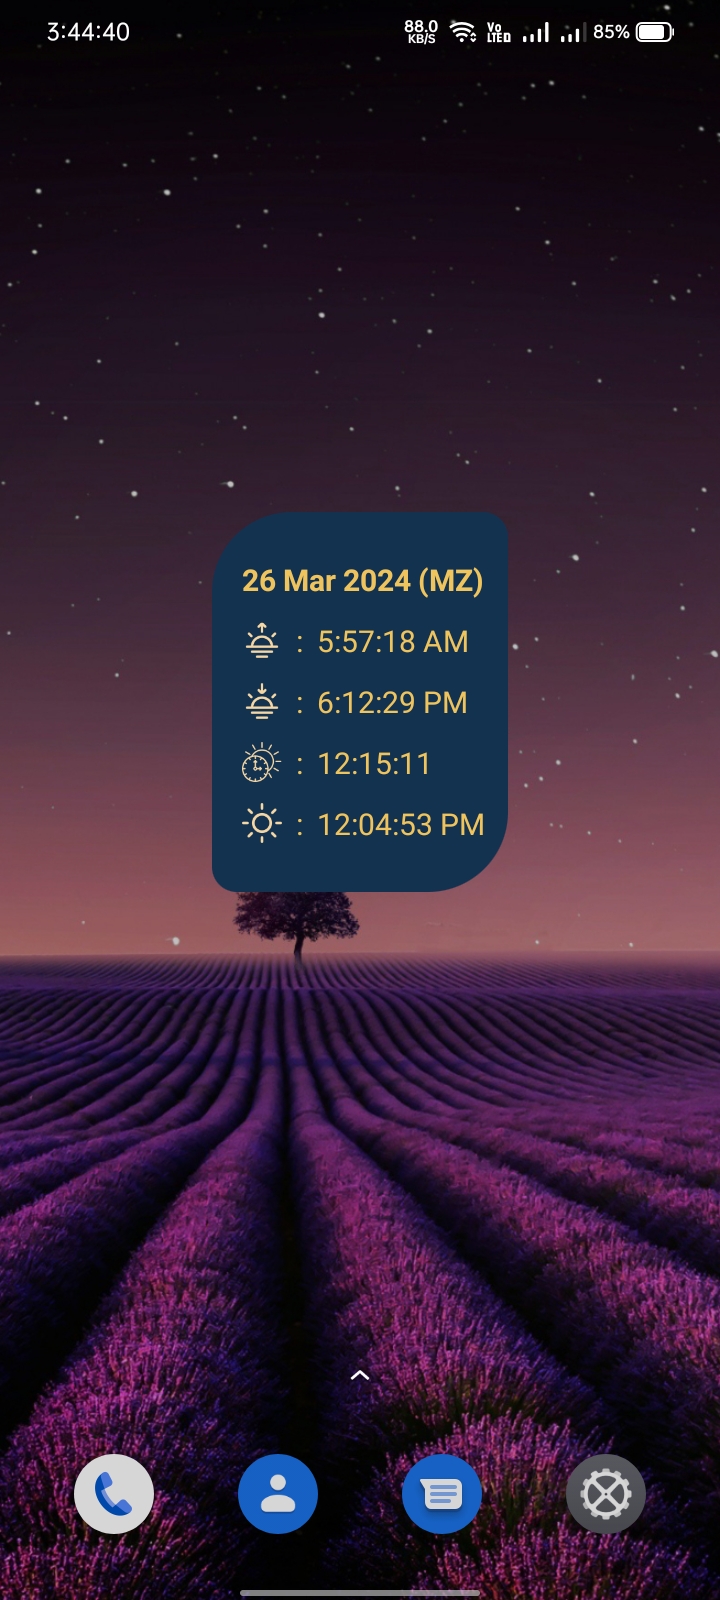 3:44:40 88.0 KB/S Vo LTE 85%
26 Mar 2024 (MZ)
: 5:57:18 AM
: 6:12:29 PM
: 12:15:11
: 12:04:53 PM